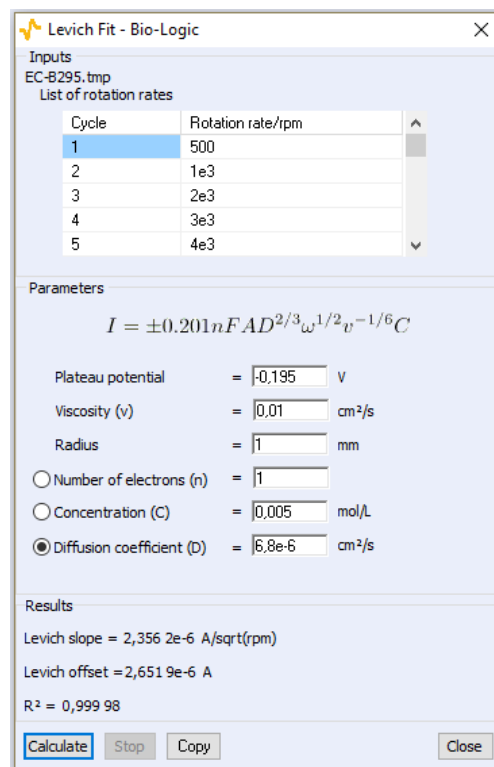 Levich Fit - Bio-Logic
Inputs
EC-B295.tmp
List of rotation rates
Cycle Rotation rate/rpm
1 500
2 1e3
3 2e3
4 3e3
5 4e3
Parameters
I = ±0.201nFAD^{2/3}ω^{1/2}v^{-1/6}C
Plateau potential = -0,195 V
Viscosity (v) = 0,01 cm²/s
Radius = 1 mm
Number of electrons (n) = 1
Concentration (C) = 0,005 mol/L
Diffusion coefficient (D) = 6,8e-6 cm²/s
Results
Levich slope = 2,356 2e-6 A/sqrt(rpm)
Levich offset =2,651 9e-6 A
R² = 0,999 98
Calculate Stop Copy Close